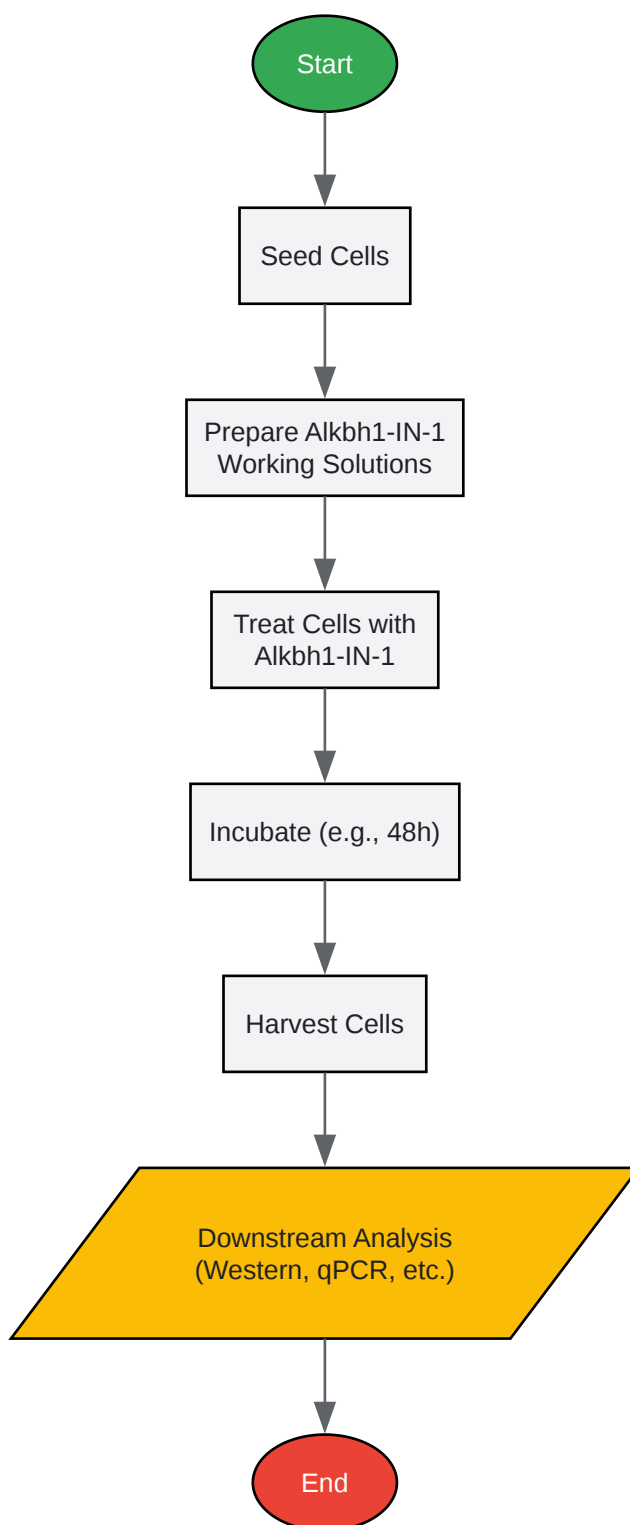 Start
Seed Cells
Prepare Alkbh1-IN-1
Working Solutions
Treat Cells with
Alkbh1-IN-1
Incubate (e.g., 48h)
Harvest Cells
Downstream Analysis
(Western, qPCR, etc.)
End